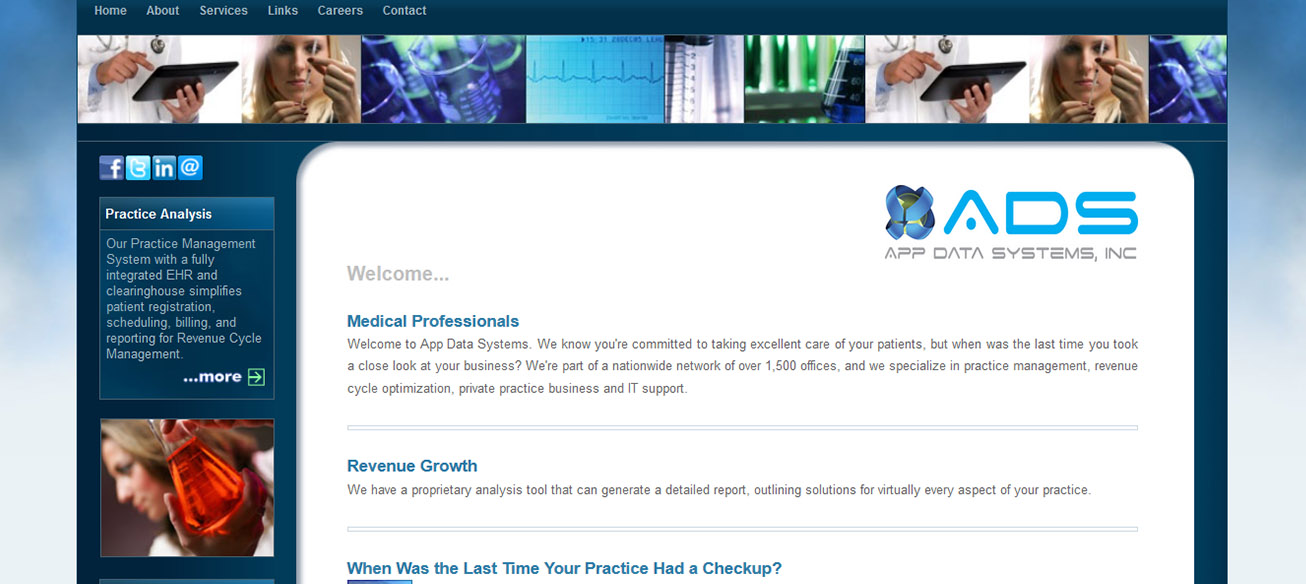 Home About Services Links Careers Contact
15:31 28DEC05 LEAD
Practice Analysis
Our Practice Management
System with a fully
integrated EHR and
clearinghouse simplifies
patient registration,
scheduling, billing, and
reporting for Revenue Cycle
Management.
...more
ADS
APP DATA SYSTEMS, INC
Welcome...
Medical Professionals
Welcome to App Data Systems. We know you're committed to taking excellent care of your patients, but when was the last time you took
a close look at your business? We're part of a nationwide network of over 1,500 offices, and we specialize in practice management, revenue
cycle optimization, private practice business and IT support.
Revenue Growth
We have a proprietary analysis tool that can generate a detailed report, outlining solutions for virtually every aspect of your practice.
When Was the Last Time Your Practice Had a Checkup?